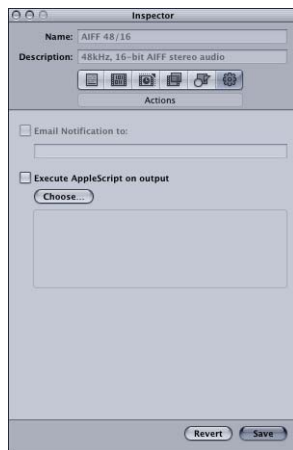 Inspector
Name: AIFF 48/16
Description: 48kHz, 16-bit AIFF stereo audio
Actions
Email Notification to:
Execute AppleScript on output
Choose...
Revert Save